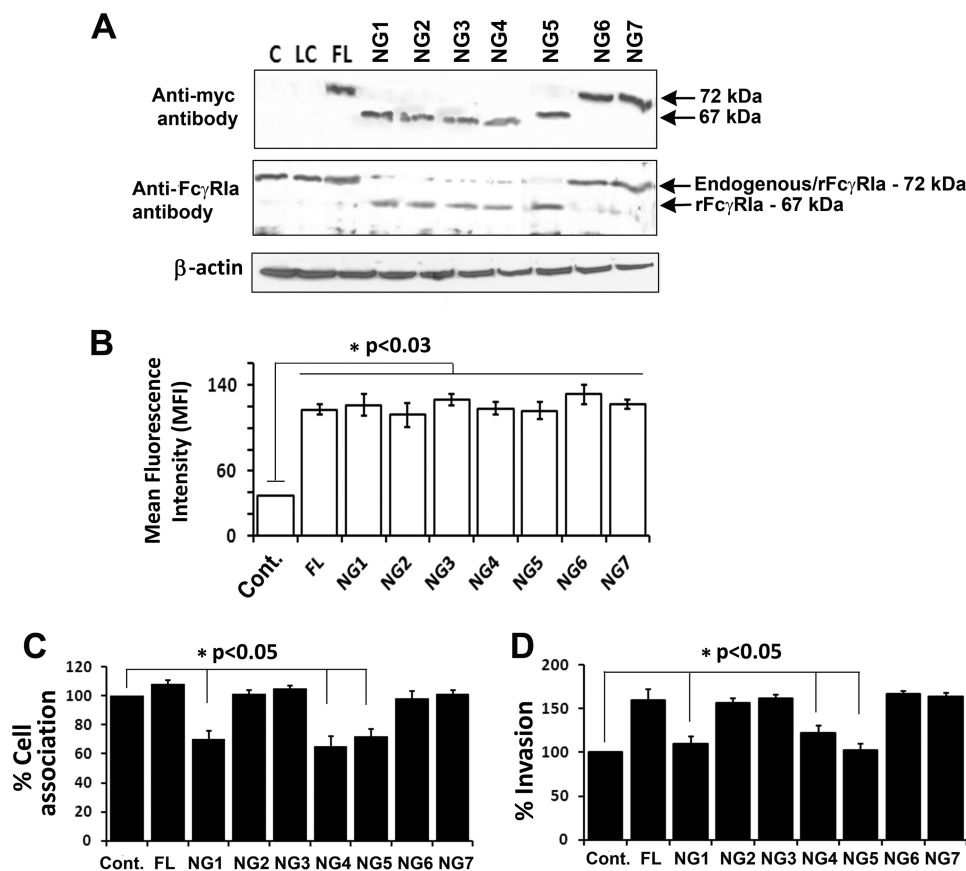 A
C LC FL NG1 NG2 NG3 NG4 NG5 NG6 NG7
Anti-myc
antibody
72 kDa
67 kDa
Anti-FcγRIa
antibody
Endogenous/rFcγRIa - 72 kDa
rFcγRIa - 67 kDa
β-actin
B
* p<0.03
Mean Fluorescence
Intensity (MFI)
140
60
0
Cont. FL NG1 NG2 NG3 NG4 NG5 NG6 NG7
C
* p<0.05
% Cell
association
120
100
80
60
40
20
0
Cont. FL NG1 NG2 NG3 NG4 NG5 NG6 NG7
D
* p<0.05
% Invasion
200
150
100
50
0
Cont. FL NG1 NG2 NG3 NG4 NG5 NG6 NG7